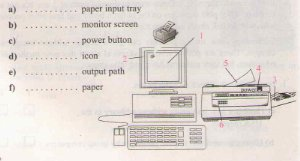 a) ............ paper input tray
b) ............ monitor screen
c) ............ power button
d) ............ icon
e) ............ output path
f) ............ paper
1
2
3
4
5
6